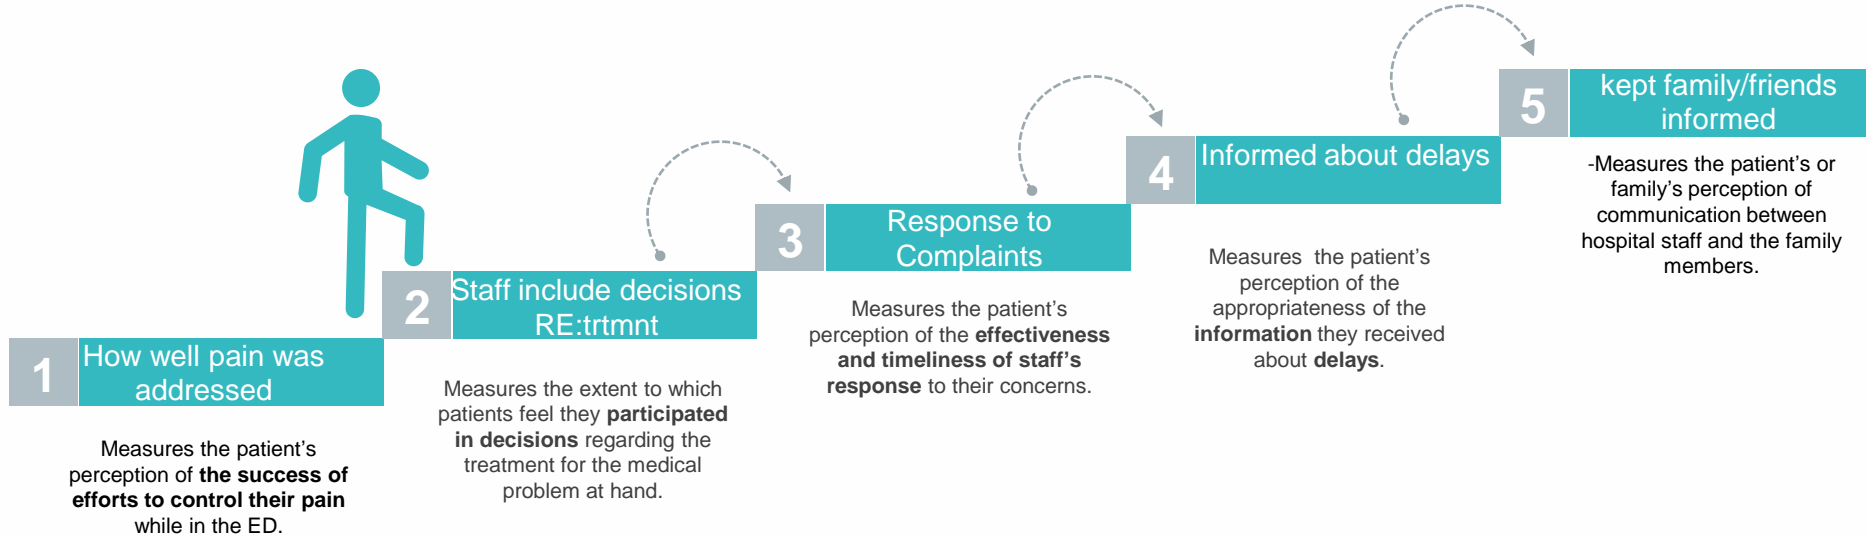 1
How well pain was
addressed
Measures the patient's
perception of the success of
efforts to control their pain
while in the ED.
2
Staff include decisions
RE:trtmnt
Measures the extent to which
patients feel they participated
in decisions regarding the
treatment for the medical
problem at hand.
3
Response to
Complaints
Measures the patient's
perception of the effectiveness
and timeliness of staff's
response to their concerns.
4
Informed about delays
Measures the patient's
perception of the
appropriateness of the
information they received
about delays.
5
kept family/friends
informed
-Measures the patient's or
family's perception of
communication between
hospital staff and the family
members.